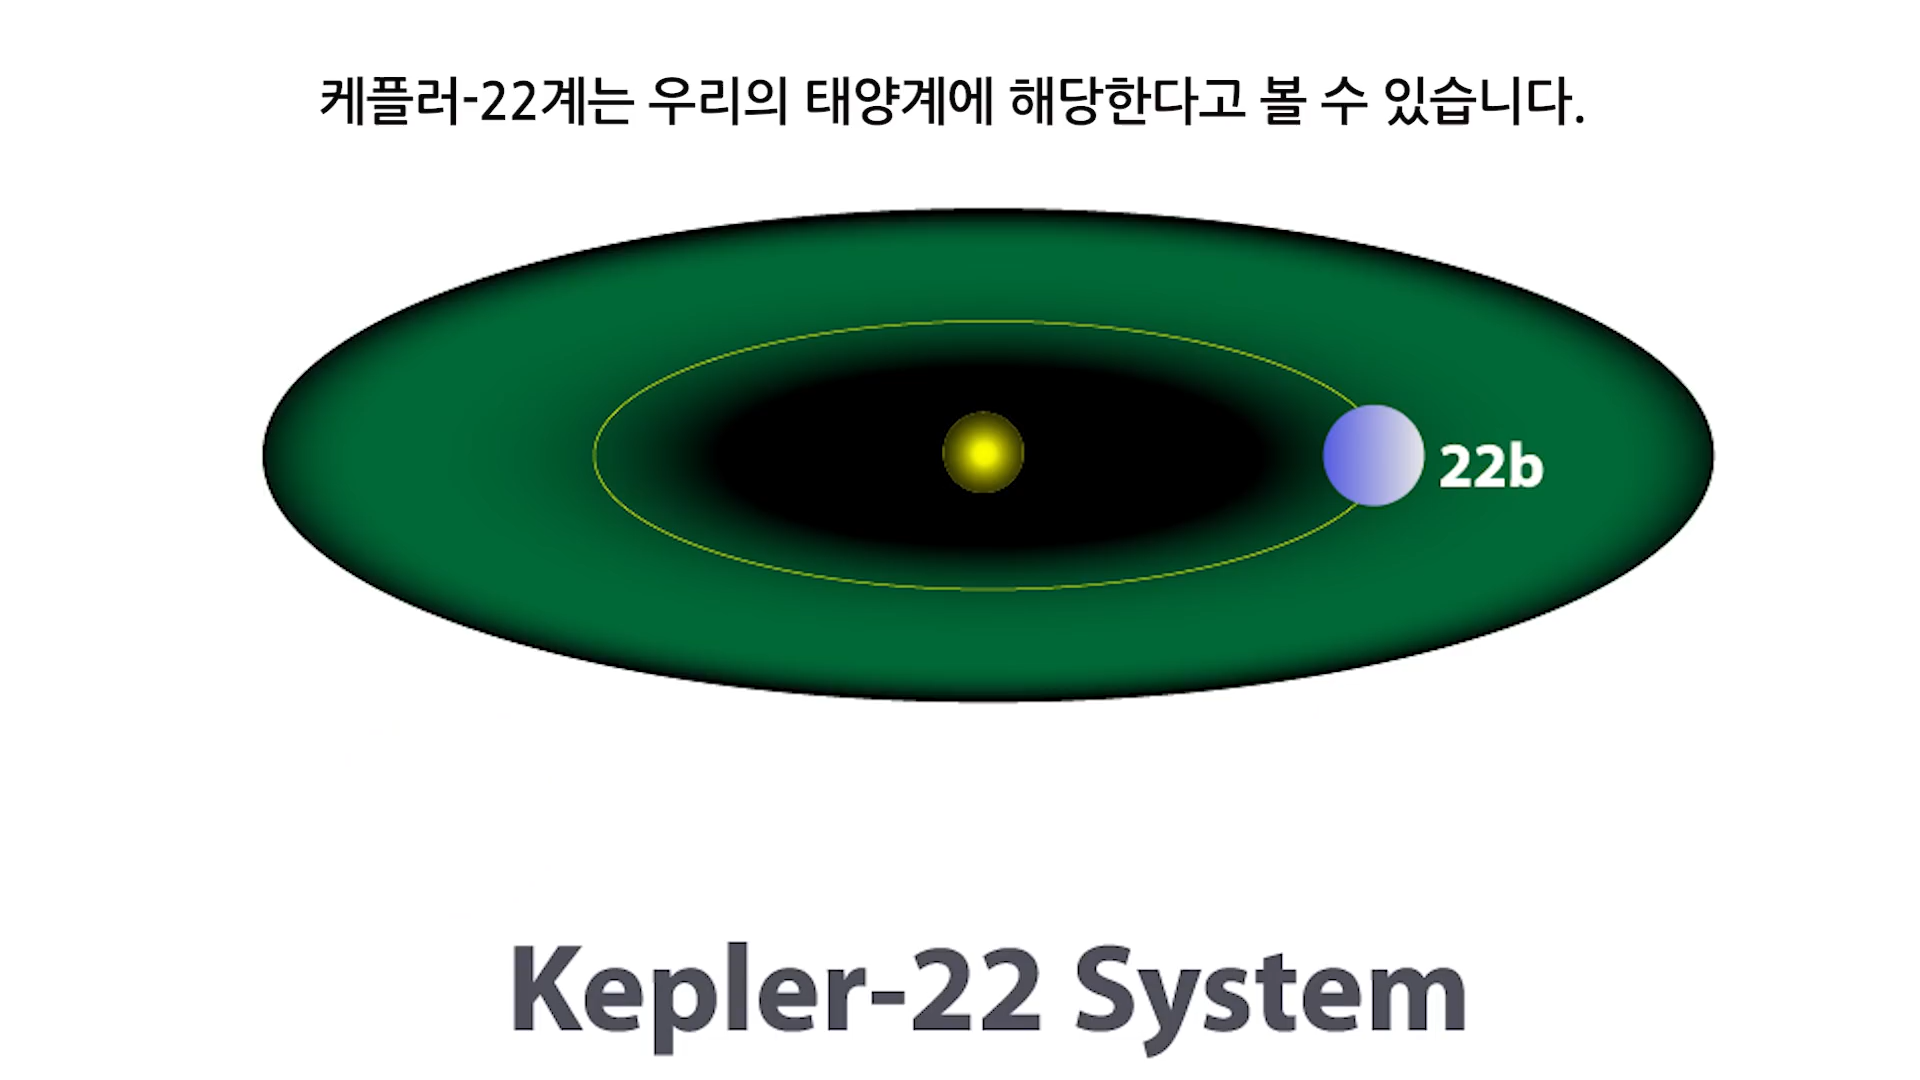 케플러-22계는 우리의 태양계에 해당한다고 볼 수 있습니다.
22b
Kepler-22 System